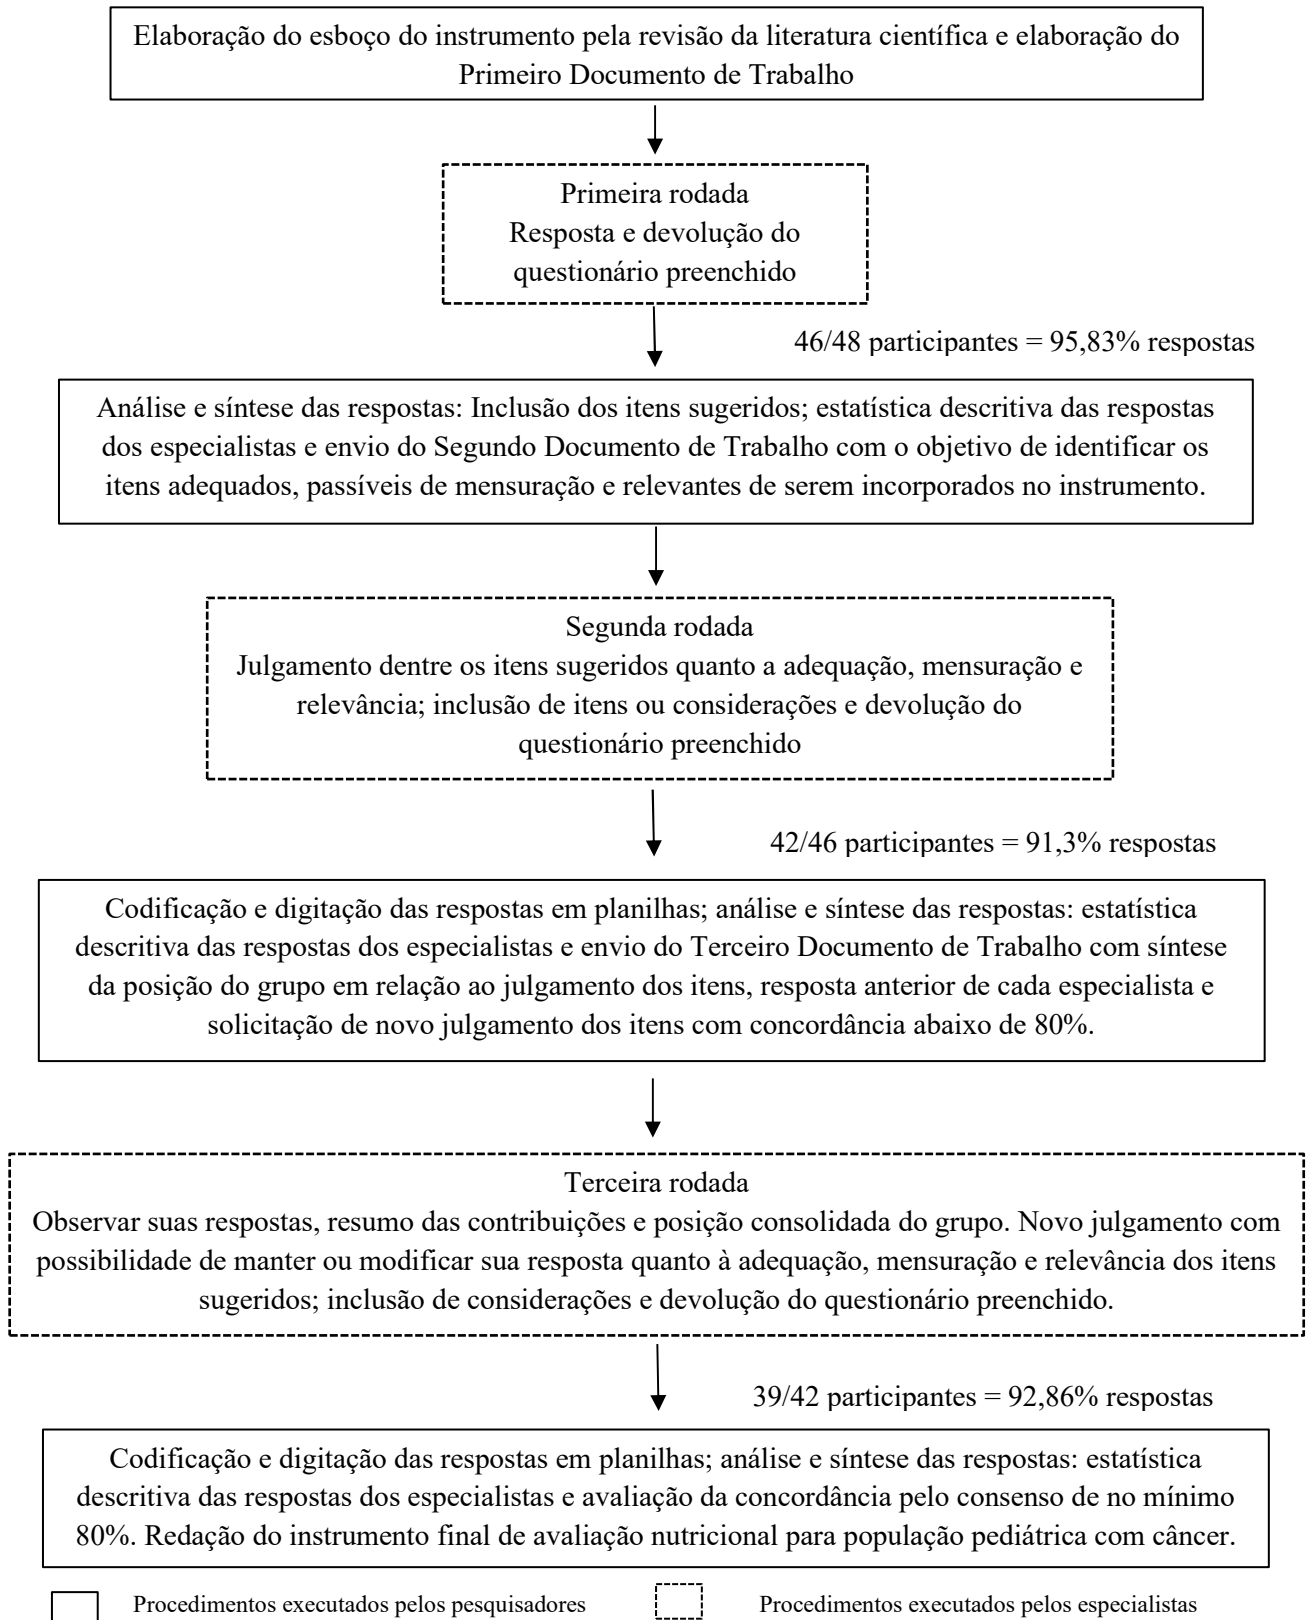 Elaboração do esboço do instrumento pela revisão da literatura científica e elaboração do
Primeiro Documento de Trabalho
Primeira rodada
Resposta e devolução do
questionário preenchido
46/48 participantes = 95,83% respostas
Análise e síntese das respostas: Inclusão dos itens sugeridos; estatística descritiva das respostas
dos especialistas e envio do Segundo Documento de Trabalho com o objetivo de identificar os
itens adequados, passíveis de mensuração e relevantes de serem incorporados no instrumento.
Segunda rodada
Julgamento dentre os itens sugeridos quanto a adequação, mensuração e
relevância; inclusão de itens ou considerações e devolução do
questionário preenchido
42/46 participantes = 91,3% respostas
Codificação e digitação das respostas em planilhas; análise e síntese das respostas: estatística
descritiva das respostas dos especialistas e envio do Terceiro Documento de Trabalho com síntese
da posição do grupo em relação ao julgamento dos itens, resposta anterior de cada especialista e
solicitação de novo julgamento dos itens com concordância abaixo de 80%.
Terceira rodada
Observar suas respostas, resumo das contribuições e posição consolidada do grupo. Novo julgamento com
possibilidade de manter ou modificar sua resposta quanto à adequação, mensuração e relevância dos itens
sugeridos; inclusão de considerações e devolução do questionário preenchido.
39/42 participantes = 92,86% respostas
Codificação e digitação das respostas em planilhas; análise e síntese das respostas: estatística
descritiva das respostas dos especialistas e avaliação da concordância pelo consenso de no mínimo
80%. Redação do instrumento final de avaliação nutricional para população pediátrica com câncer.
Procedimentos executados pelos pesquisadores
Procedimentos executados pelos especialistas